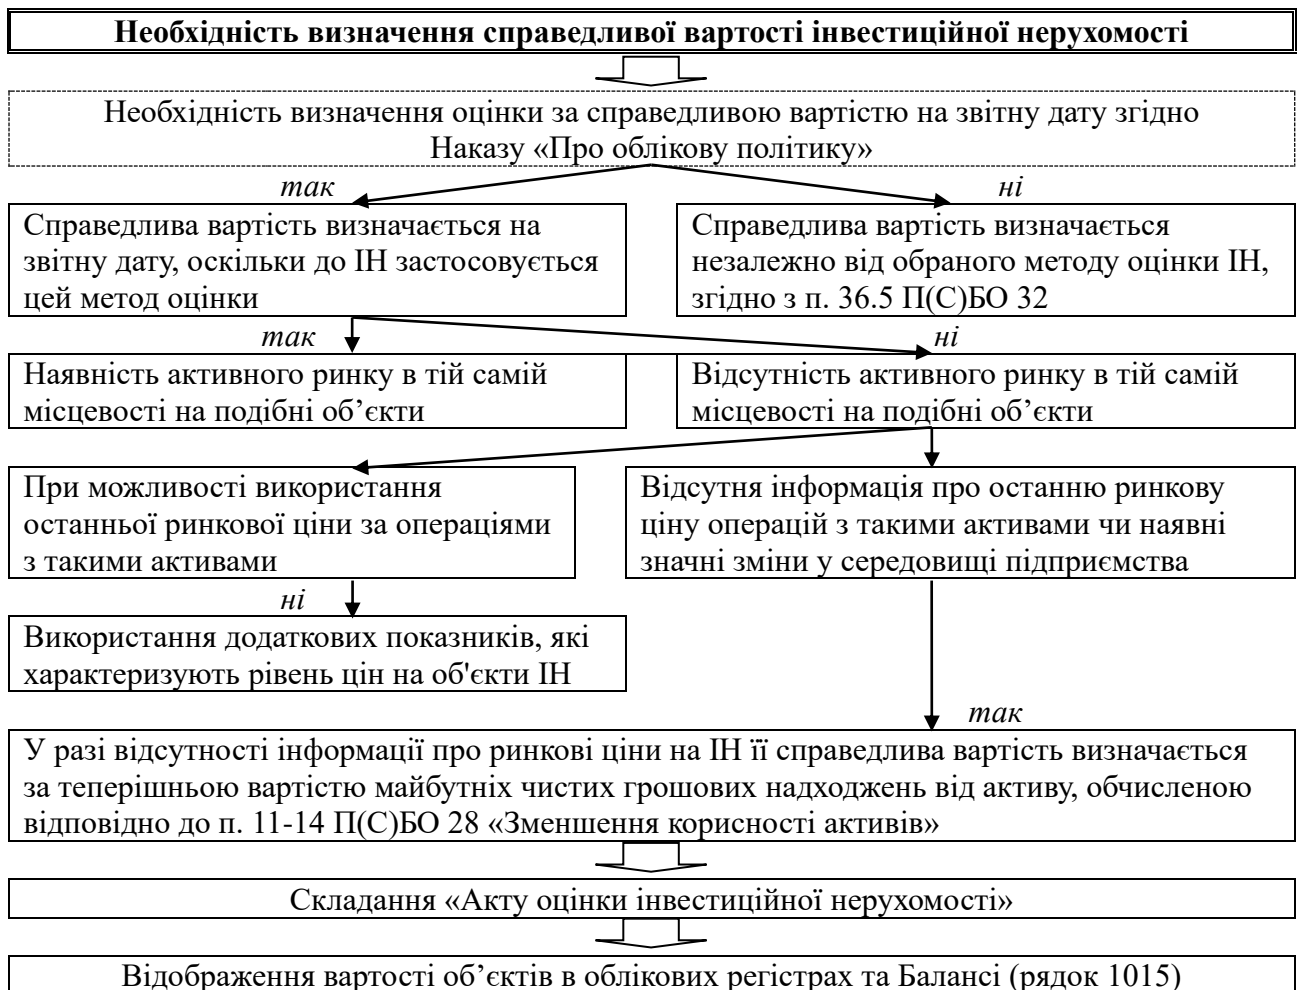 Необхідність визначення справедливої вартості інвестиційної нерухомості
Необхідність визначення оцінки за справедливою вартістю на звітну дату згідно
Наказу «Про облікову політику»
так
ні
Справедлива вартість визначається на
звітну дату, оскільки до ІН застосовується
цей метод оцінки
Справедлива вартість визначається
незалежно від обраного методу оцінки ІН,
згідно з п. 36.5 П(С)БО 32
так
ні
Наявність активного ринку в тій самій
місцевості на подібні об’єкти
Відсутність активного ринку в тій самій
місцевості на подібні об’єкти
При можливості використання
останньої ринкової ціни за операціями
з такими активами
Відсутня інформація про останню ринкову
ціну операцій з такими активами чи наявні
значні зміни у середовищі підприємства
ні
Використання додаткових показників, які
характеризують рівень цін на об'єкти ІН
так
У разі відсутності інформації про ринкові ціни на ІН її справедлива вартість визначається
за теперішньою вартістю майбутніх чистих грошових надходжень від активу, обчисленою
відповідно до п. 11-14 П(С)БО 28 «Зменшення корисності активів»
Складання «Акту оцінки інвестиційної нерухомості»
Відображення вартості об’єктів в облікових регістрах та Балансі (рядок 1015)